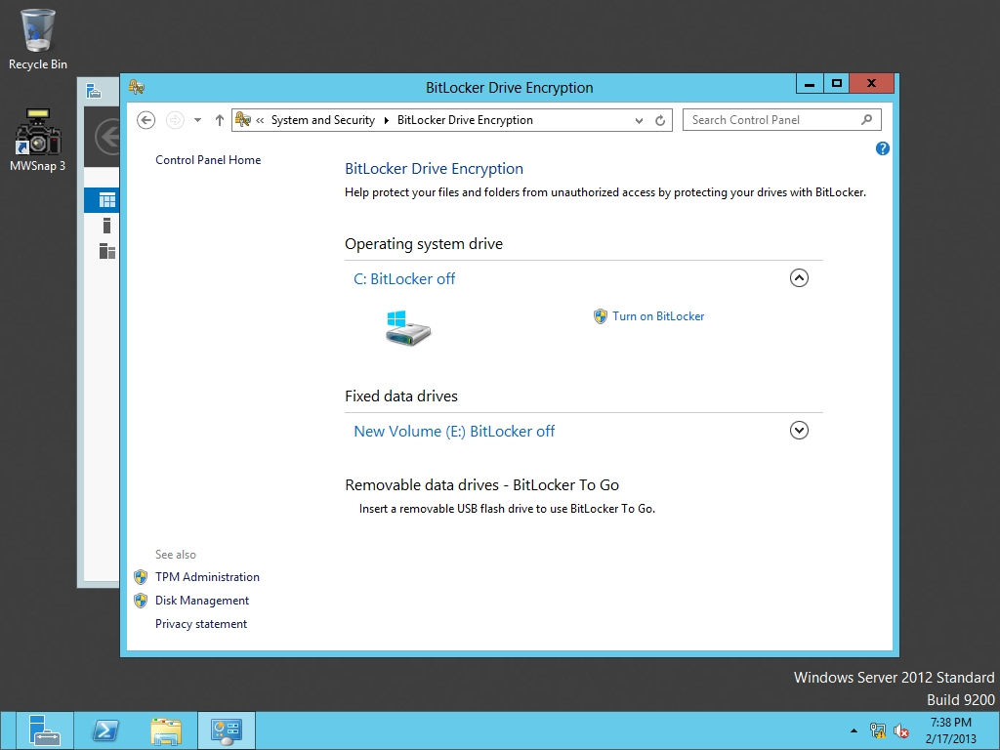 Recycle Bin
MWSnap 3
BitLocker Drive Encryption
« System and Security BitLocker Drive Encryption
Search Control Panel
Control Panel Home
?
BitLocker Drive Encryption
Help protect your files and folders from unauthorized access by protecting your drives with BitLocker.
Operating system drive
C: BitLocker off
Turn on BitLocker
Fixed data drives
New Volume (E:) BitLocker off
Removable data drives - BitLocker To Go
Insert a removable USB flash drive to use BitLocker To Go.
See also
TPM Administration
Disk Management
Privacy statement
Windows Server 2012 Standard
Build 9200
7:38 PM
2/17/2013